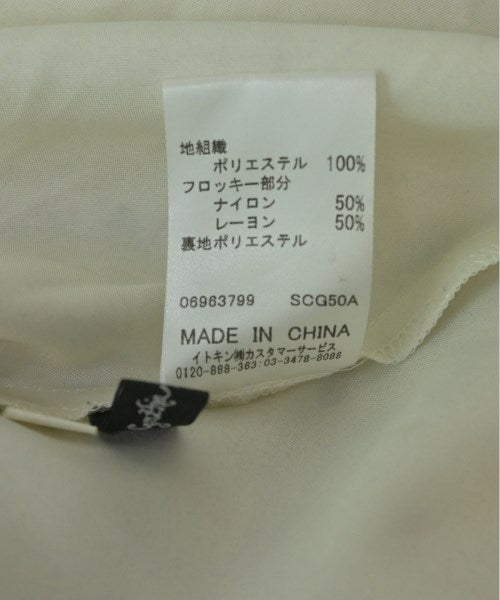 地組織
ポリエステル 100%
フロッキー部分
ナイロン 50%
レーヨン 50%
裏地ポリエステル
06963799 SCG50A
MADE IN CHINA
イトキン㈱カスタマーサービス
0120-888-363:03-3478-8088